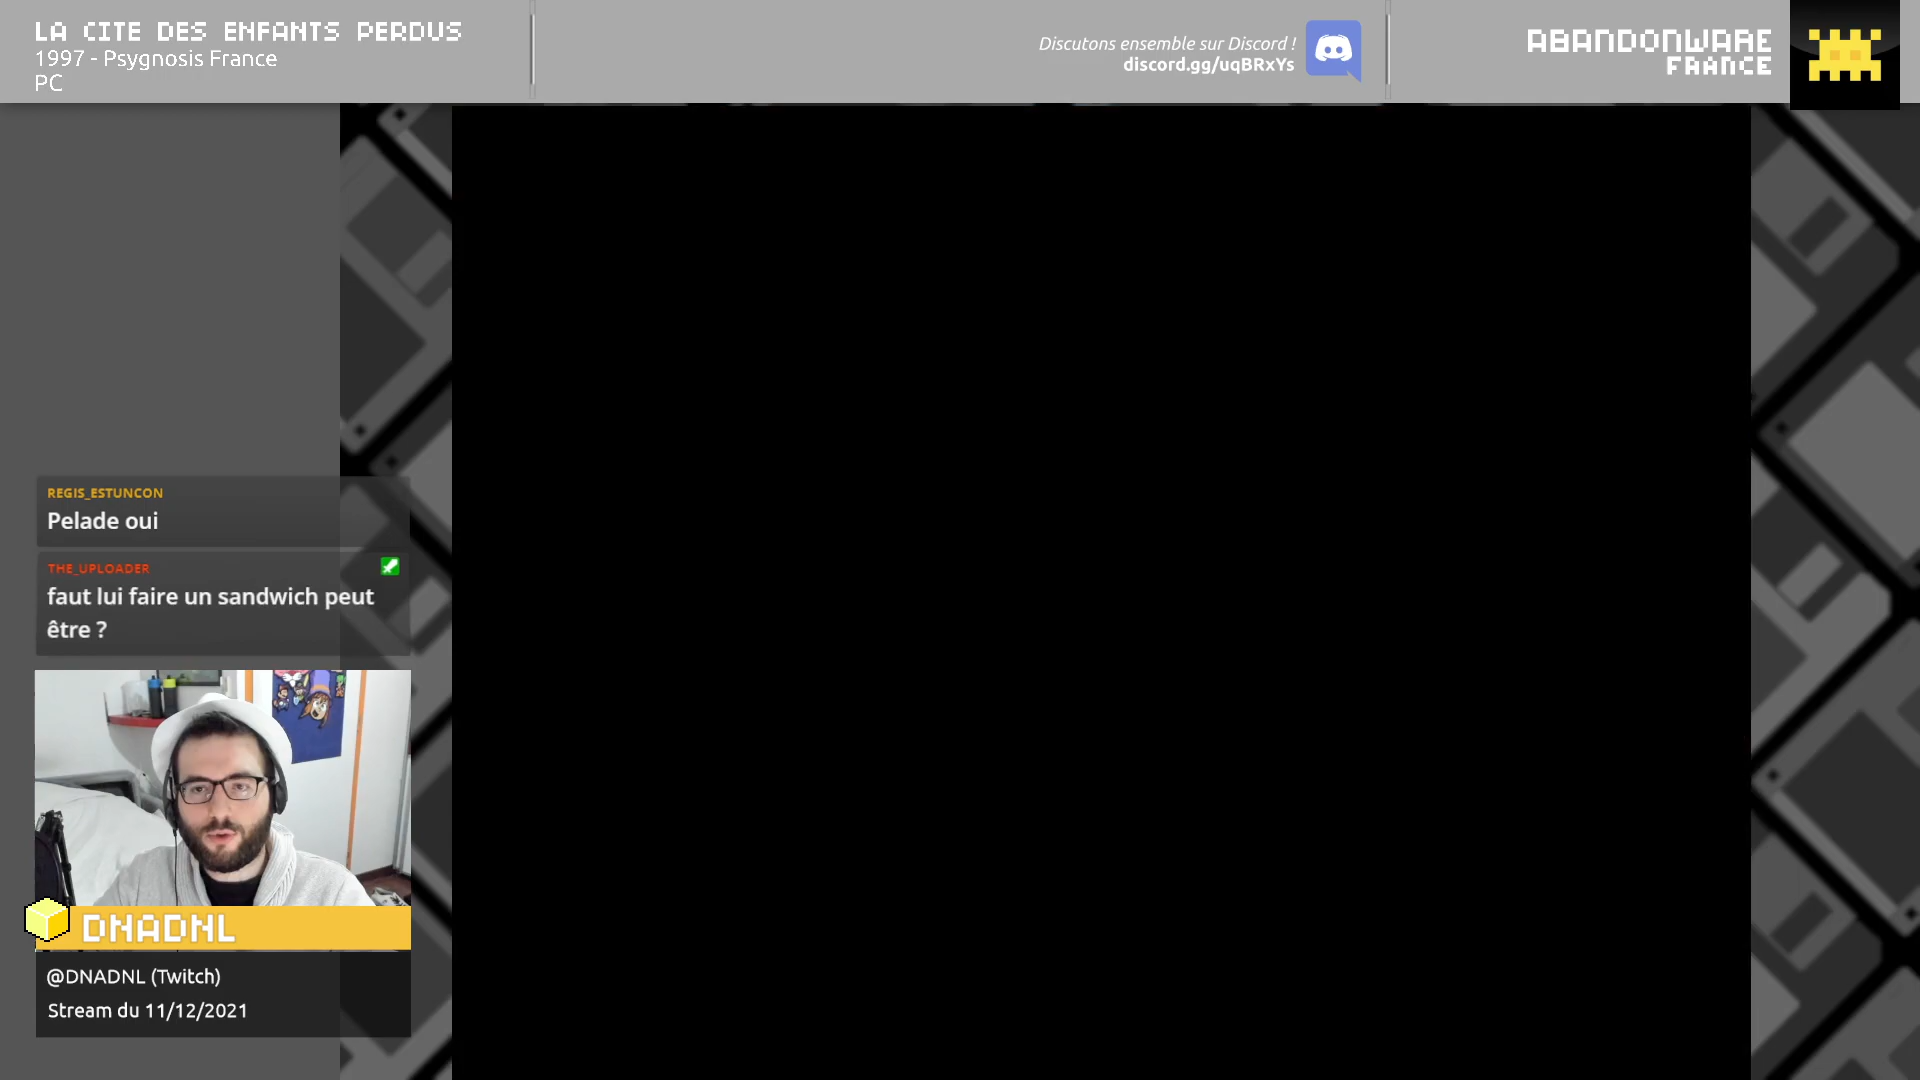 LA CITE DES ENFANTS PERDUS
1997 - Psygnosis France
PC
Discutons ensemble sur Discord !
discord.gg/uqBRxYs
ABANDONWARE
FRANCE
REGIS_ESTUNCON
Pelade oui
THE_UPLOADER
faut lui faire un sandwich peut
être ?
DNADNL
@DNADNL (Twitch)
Stream du 11/12/2021